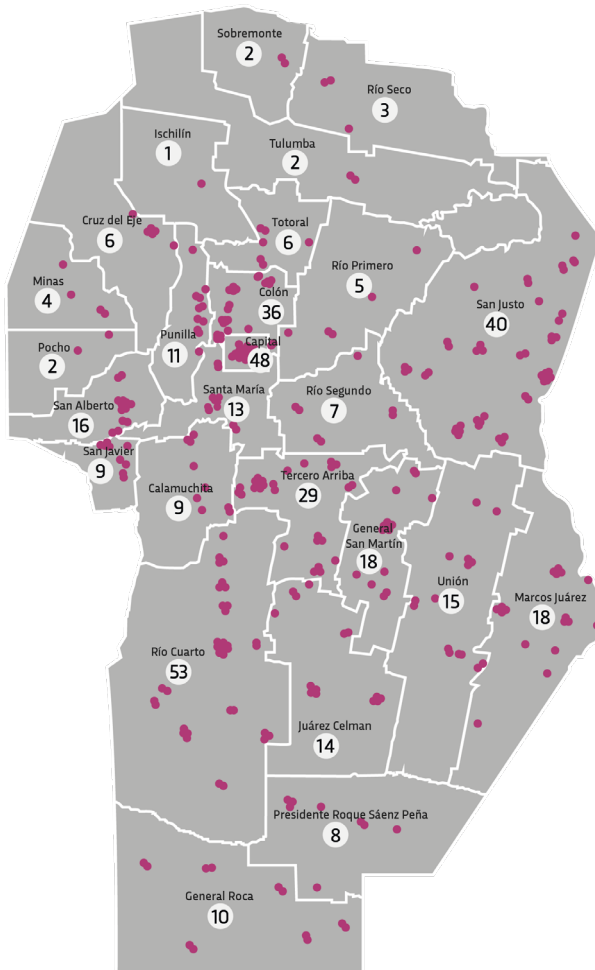 Sobremonte
2
Río Seco
3
Ischilín
1
Tulumba
2
Cruz del Eje
6
Totoral
6
Río Primero
5
Minas
4
Colón
36
San Justo
40
Pocho
2
Punilla
11
Capital
48
San Alberto
16
Santa María
13
Río Segundo
7
San Javier
9
Calamuchita
9
Tercero Arriba
29
General
San Martín
18
Unión
15
Marcos Juárez
18
Río Cuarto
53
Juárez Celman
14
Presidente Roque Sáenz Peña
8
General Roca
10